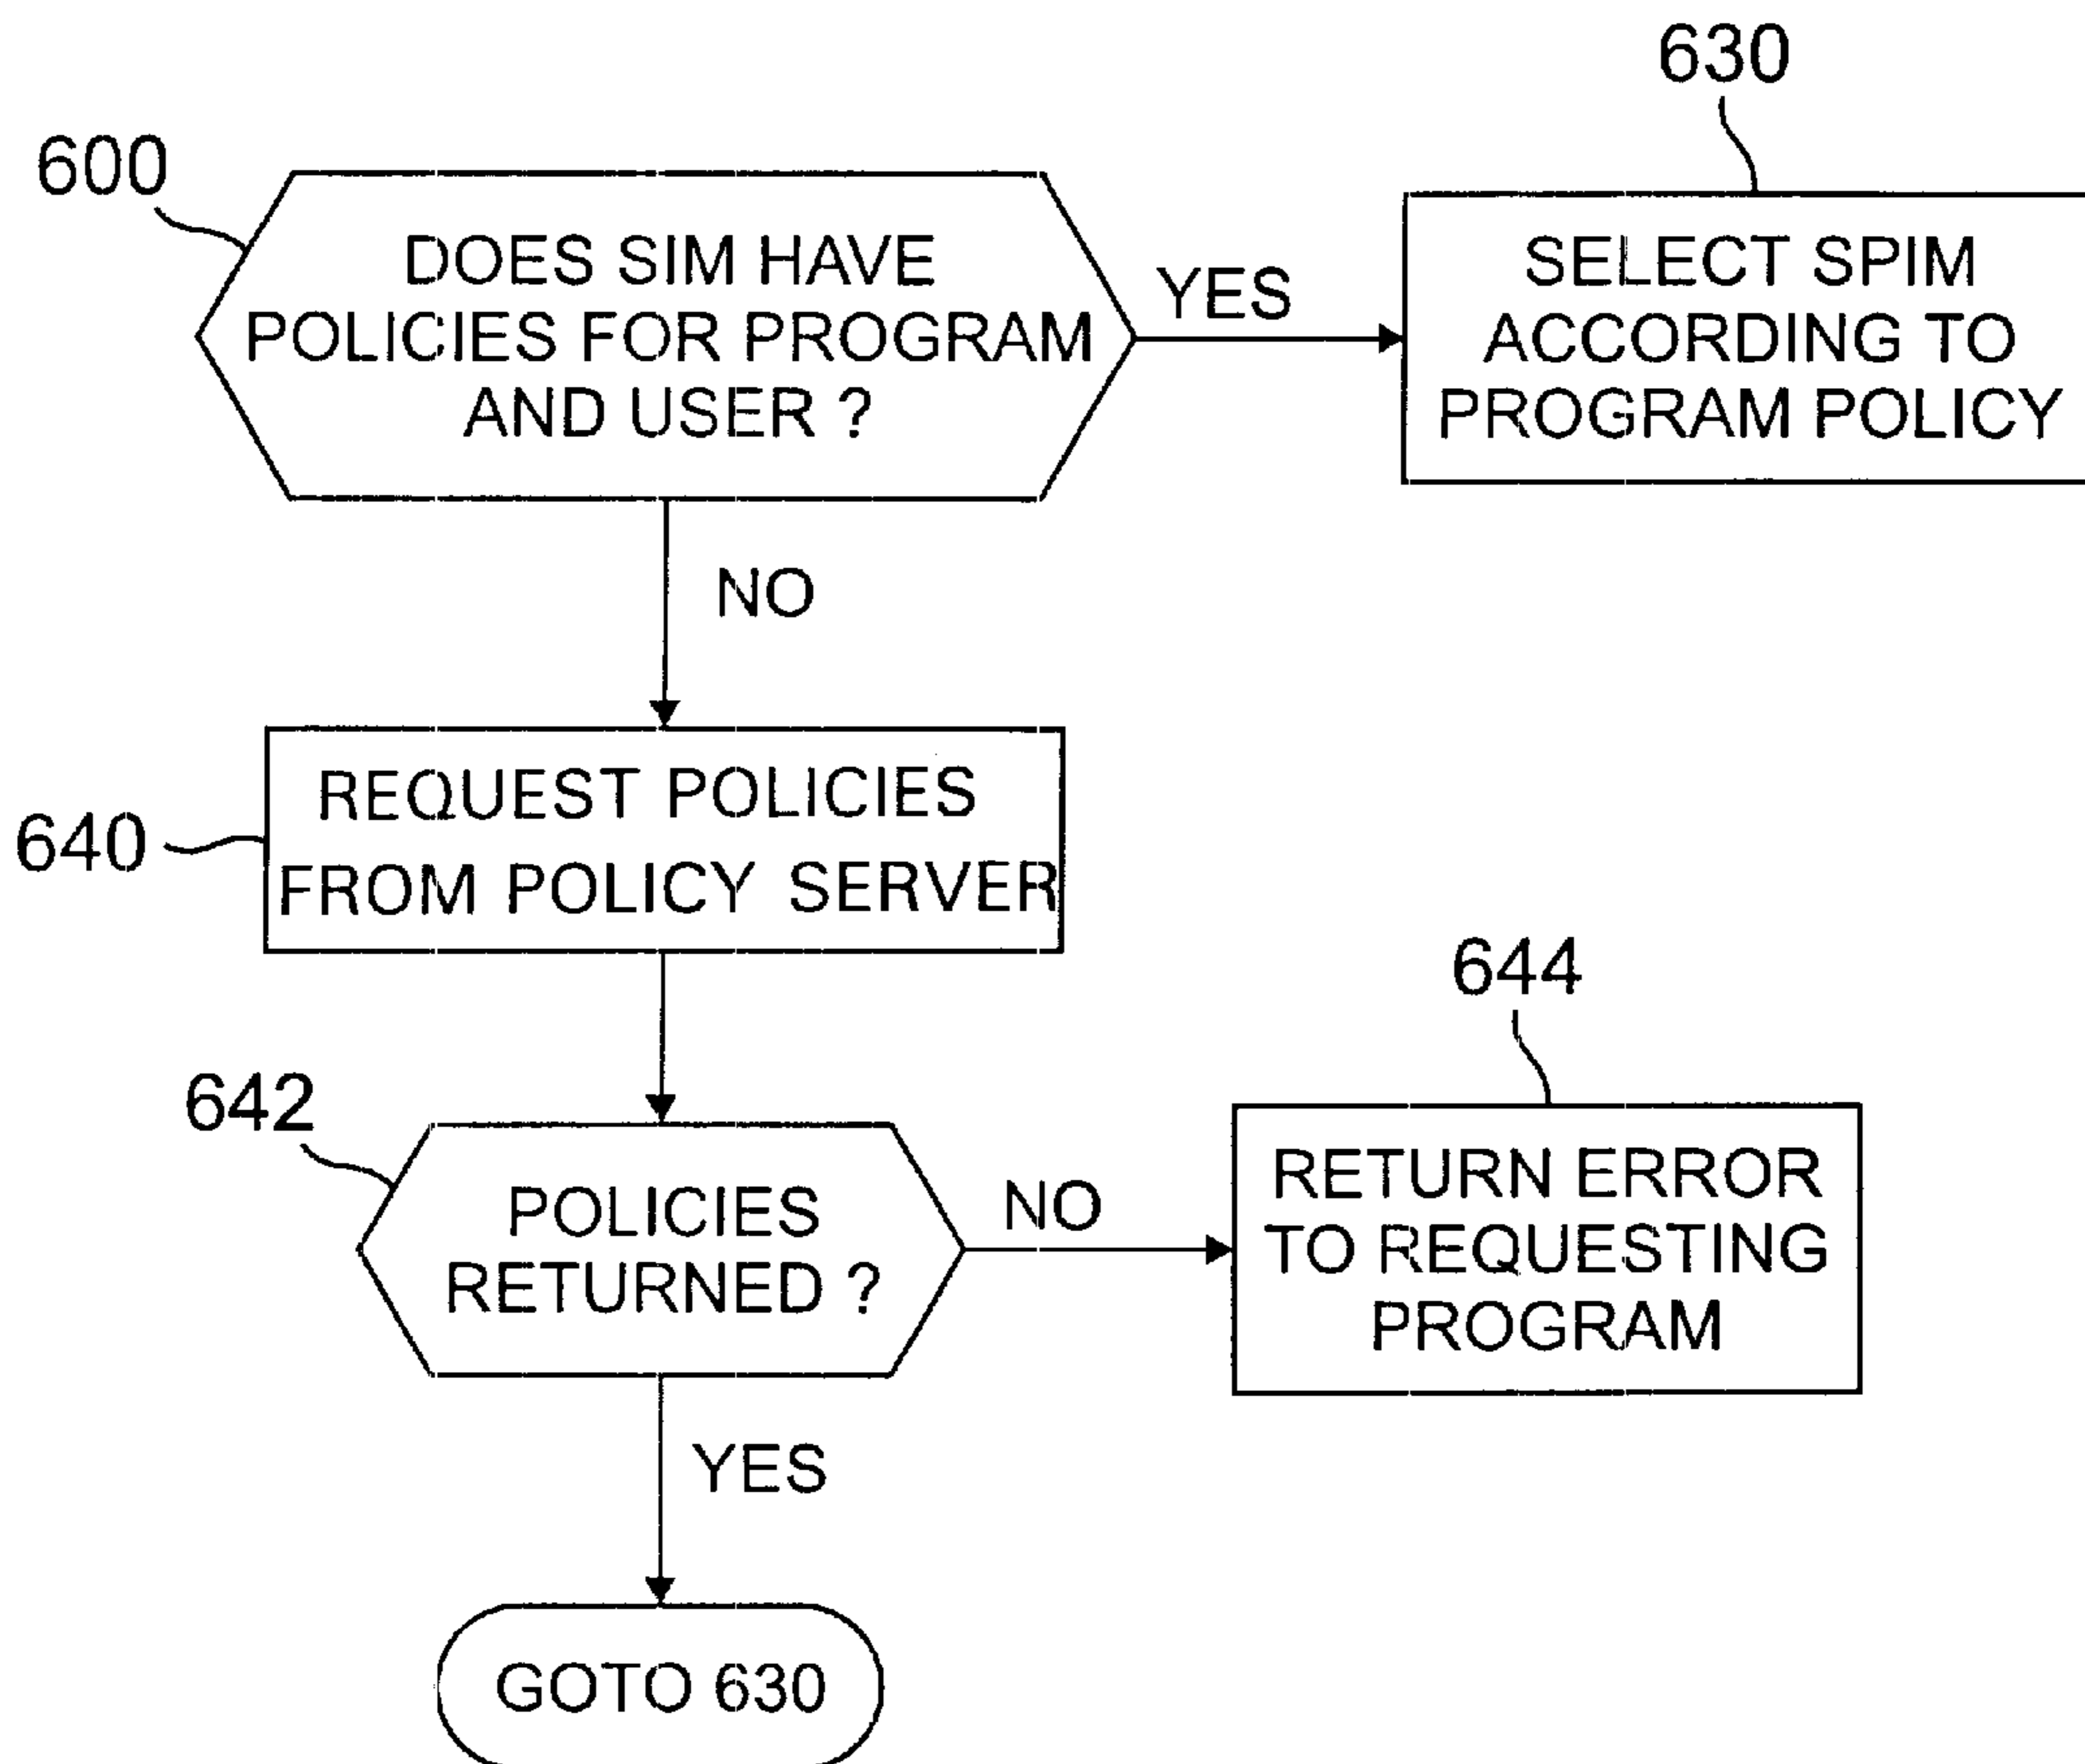 630
600
DOES SIM HAVE
POLICIES FOR PROGRAM
AND USER ?
YES
SELECT SPIM
ACCORDING TO
PROGRAM POLICY
NO
640
REQUEST POLICIES
FROM POLICY SERVER
644
642
POLICIES
RETURNED ?
NO
RETURN ERROR
TO REQUESTING
PROGRAM
YES
GOTO 630